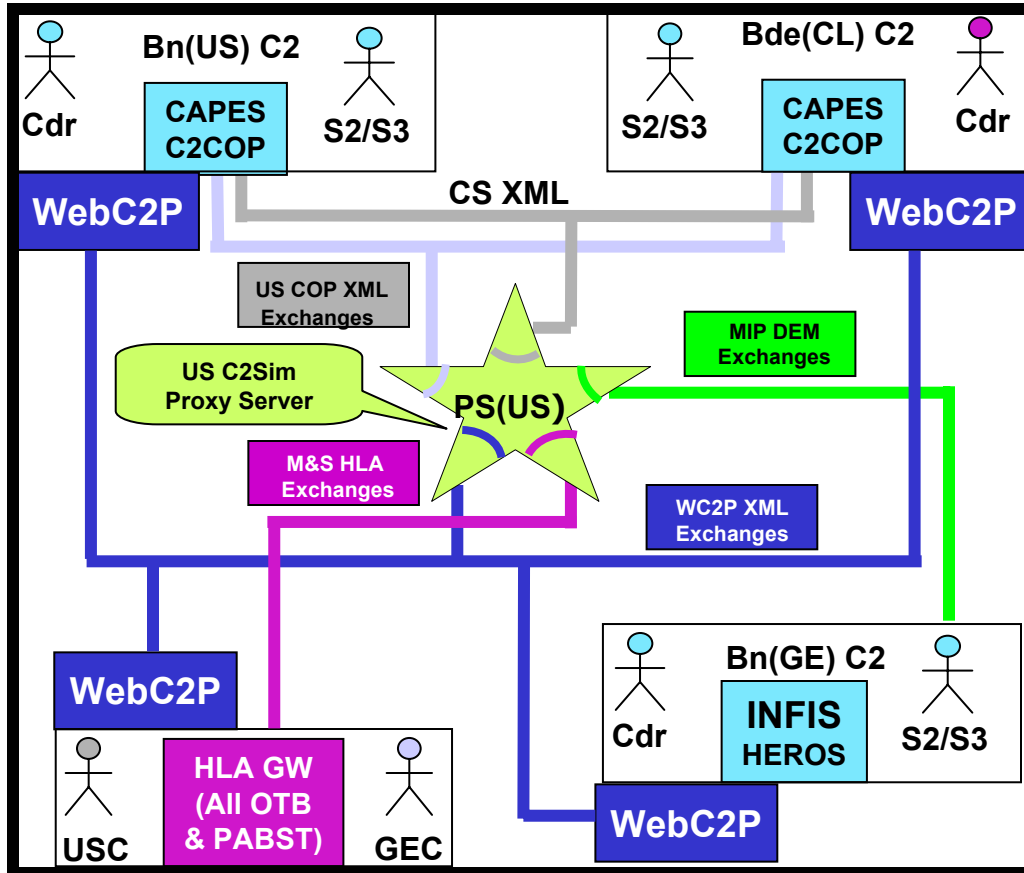 Bn(US) C2
Cdr
CAPES
C2COP
S2/S3
WebC2P
Bde(CL) C2
S2/S3
CAPES
C2COP
Cdr
WebC2P
CS XML
US COP XML
Exchanges
MIP DEM
Exchanges
US C2Sim
Proxy Server
PS(US)
M&S HLA
Exchanges
WC2P XML
Exchanges
WebC2P
USC
HLA GW
(All OTB
& PABST)
GEC
Bn(GE) C2
Cdr
INFIS
HEROS
S2/S3
WebC2P